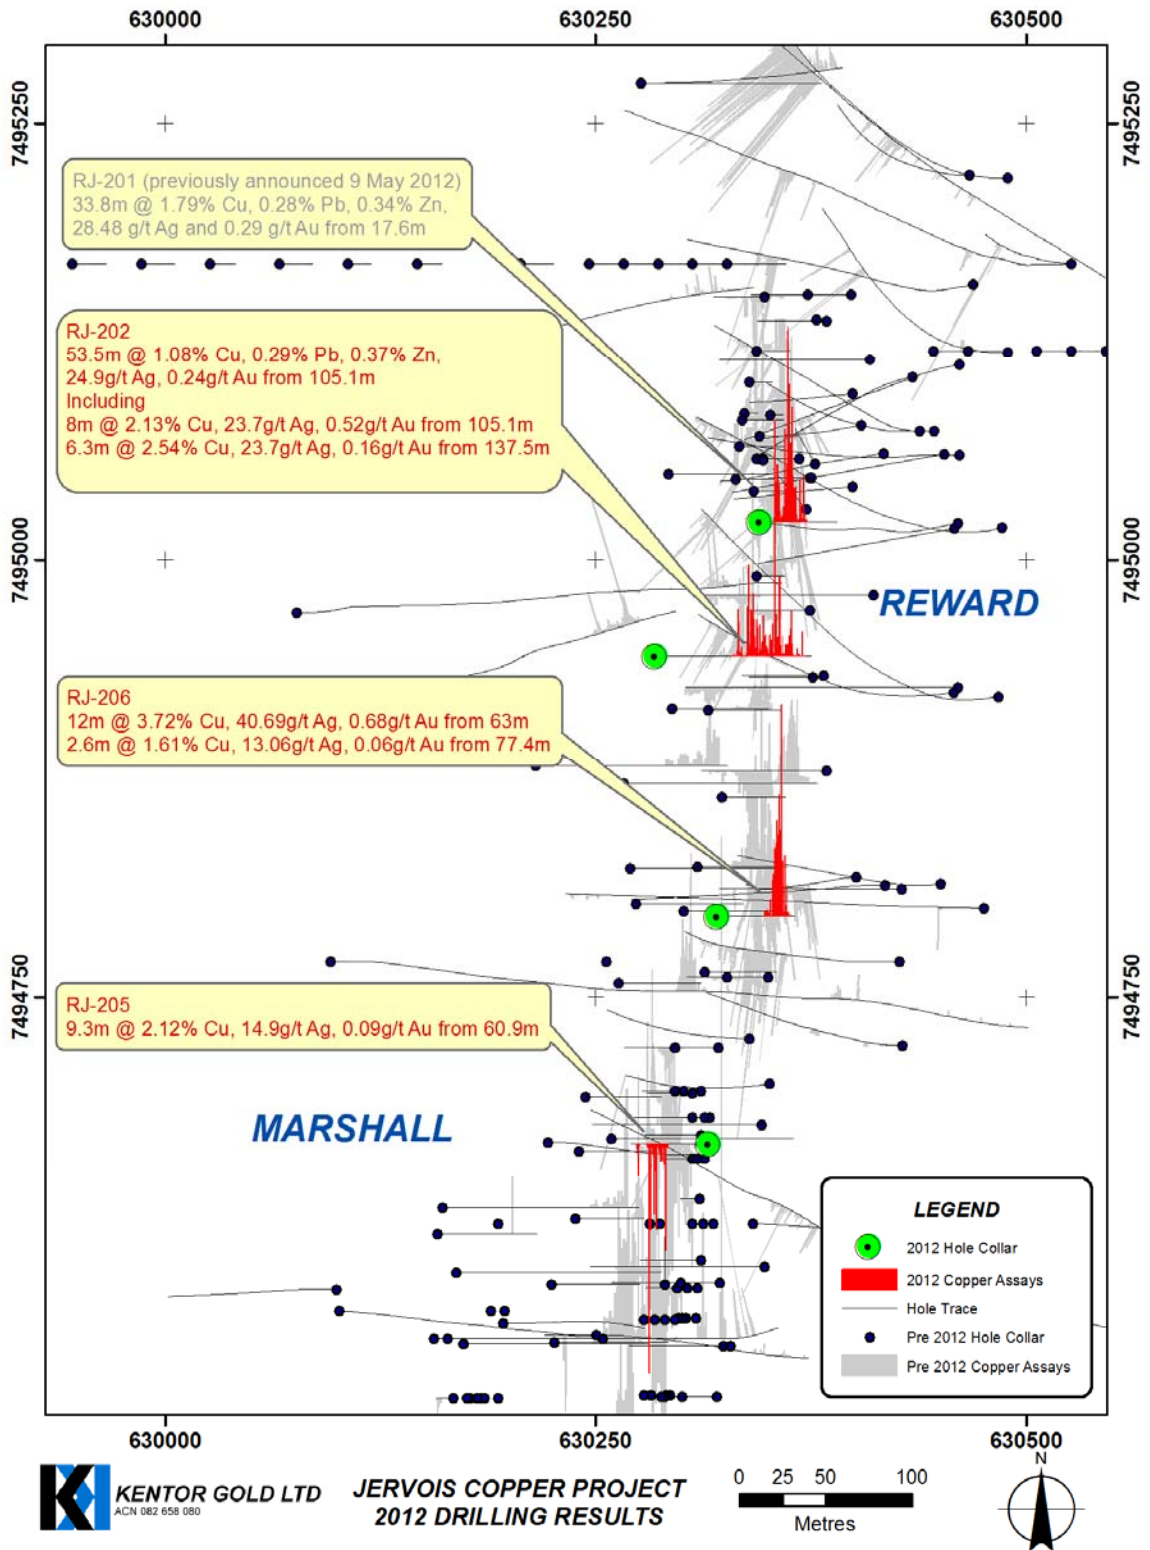 630000
630250
630500
7495250
7495250
RJ-201 (previously announced 9 May 2012)
33.8m @ 1.79% Cu, 0.28% Pb, 0.34% Zn,
28.48 g/t Ag and 0.29 g/t Au from 17.6m
RJ-202
53.5m @ 1.08% Cu, 0.29% Pb, 0.37% Zn,
24.9g/t Ag, 0.24g/t Au from 105.1m
Including
8m @ 2.13% Cu, 23.7g/t Ag, 0.52g/t Au from 105.1m
6.3m @ 2.54% Cu, 23.7g/t Ag, 0.16g/t Au from 137.5m
7495000
7495000
REWARD
RJ-206
12m @ 3.72% Cu, 40.69g/t Ag, 0.68g/t Au from 63m
2.6m @ 1.61% Cu, 13.06g/t Ag, 0.06g/t Au from 77.4m
7494750
7494750
RJ-205
9.3m @ 2.12% Cu, 14.9g/t Ag, 0.09g/t Au from 60.9m
MARSHALL
LEGEND
2012 Hole Collar
2012 Copper Assays
Hole Trace
Pre 2012 Hole Collar
Pre 2012 Copper Assays
630000
630250
630500
KENTOR GOLD LTD
ACN 082 658 080
JERVOIS COPPER PROJECT
2012 DRILLING RESULTS
0 25 50 100
Metres
N